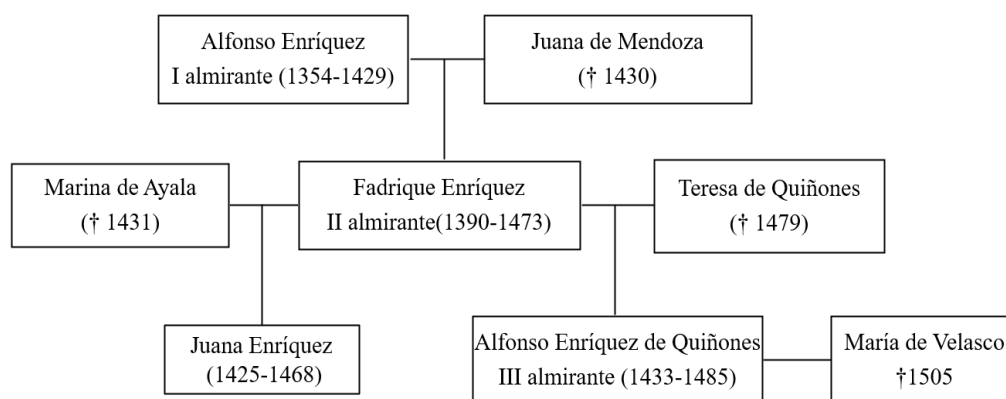 Alfonso Enríquez
I almirante (1354-1429)
Juana de Mendoza
(† 1430)
Marina de Ayala
(† 1431)
Fadrique Enríquez
II almirante(1390-1473)
Teresa de Quiñones
(† 1479)
Juana Enríquez
(1425-1468)
Alfonso Enríquez de Quiñones
III almirante (1433-1485)
María de Velasco
†1505